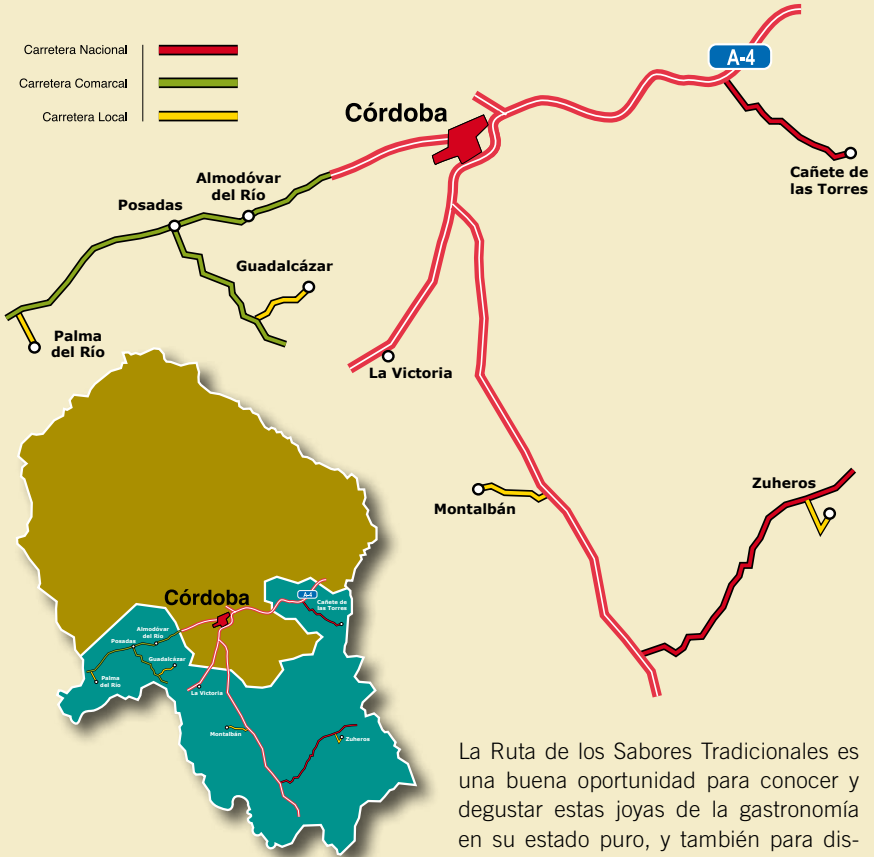 Carretera Nacional
Carretera Comarcal
Carretera Local
A-4
Córdoba
Cañete de
las Torres
Almodóvar
del Río
Posadas
Guadalcázar
Palma
del Río
La Victoria
Montalbán
Zuheros
Córdoba
A-4
Cañete de
las Torres
Almodóvar
del Río
Posadas
Guadalcázar
Palma
del Río
La Victoria
Montalbán
Zuheros
La Ruta de los Sabores Tradicionales es
una buena oportunidad para conocer y
degustar estas joyas de la gastronomía
en su estado puro, y también para dis-